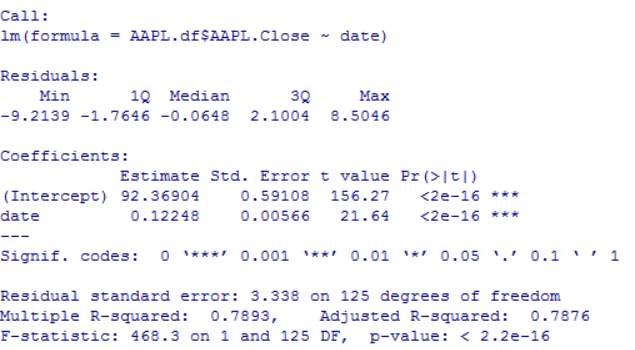 Call:
lm(formula = AAPL.df$AAPL.Close ~ date)
Residuals:
Min 1Q Median 3Q Max
-9.2139 -1.7646 -0.0648 2.1004 8.5046
Coefficients:
Estimate Std. Error t value Pr(>|t|)
(Intercept) 92.36904 0.59108 156.27 <2e-16 ***
date 0.12248 0.00566 21.64 <2e-16 ***
---
Signif. codes: 0 ‘***’ 0.001 ‘**’ 0.01 ‘*’ 0.05 ‘.’ 0.1 ‘ ’ 1
Residual standard error: 3.338 on 125 degrees of freedom
Multiple R-squared: 0.7893, Adjusted R-squared: 0.7876
F-statistic: 468.3 on 1 and 125 DF, p-value: < 2.2e-16